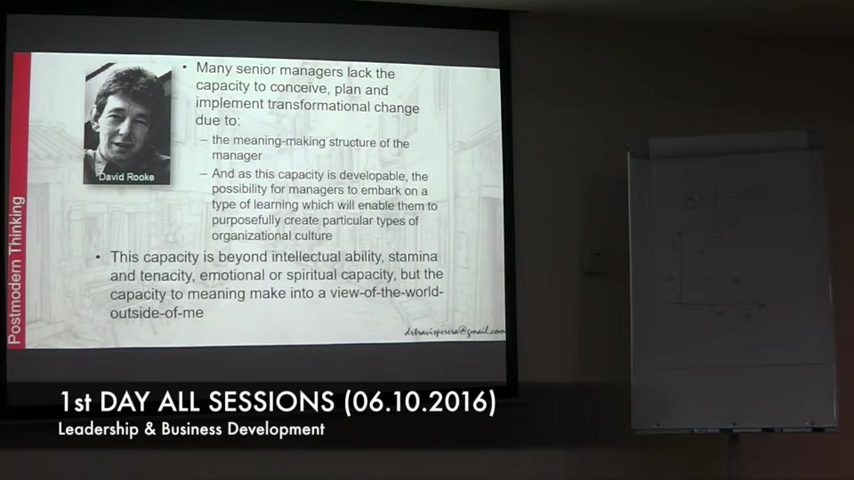 • Many senior managers lack the
capacity to conceive, plan and
implement transformational change
due to:
– the meaning-making structure of the
manager
– And as this capacity is developable, the
possibility for managers to embark on a
type of learning which will enable them to
purposefully create particular types of
organizational culture
David Rooke
• This capacity is beyond intellectual ability, stamina
and tenacity, emotional or spiritual capacity, but the
capacity to meaning make into a view-of-the-world-
outside-of-me
Postmodern Thinking
drtravisperera@gmail.com
1st DAY ALL SESSIONS (06.10.2016)
Leadership & Business Development